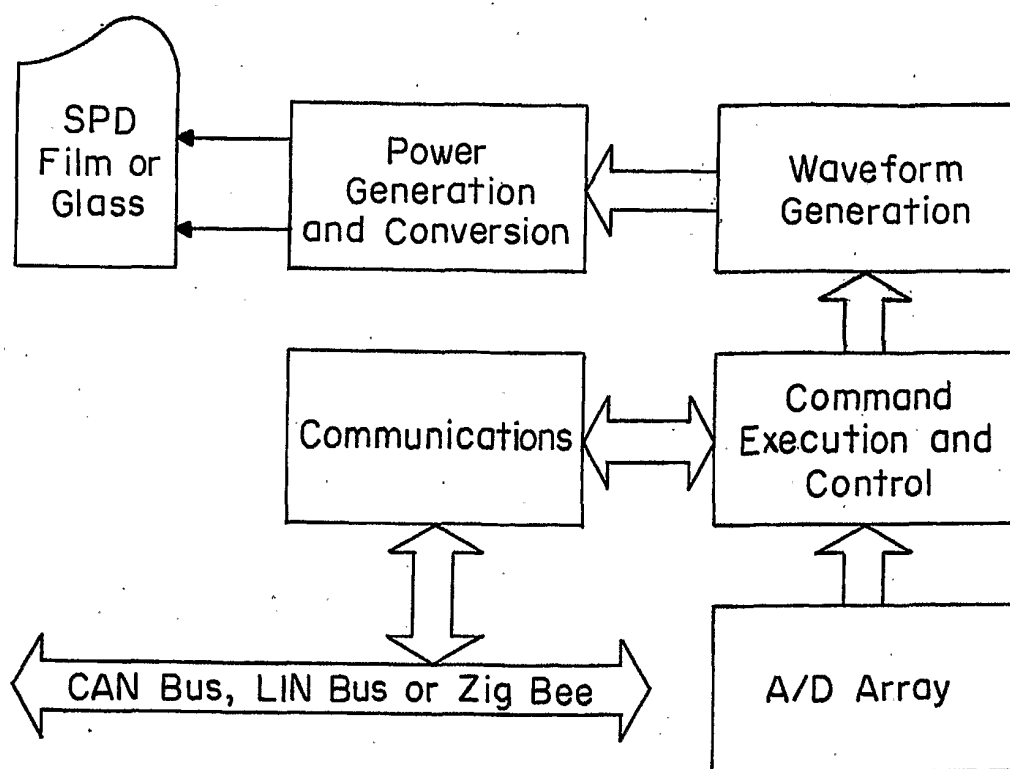 SPD
Film or
Glass
Power
Generation
and Conversion
Waveform
Generation
Communications
Command
Execution and
Control
CAN Bus, LIN Bus or Zig Bee
A/D Array